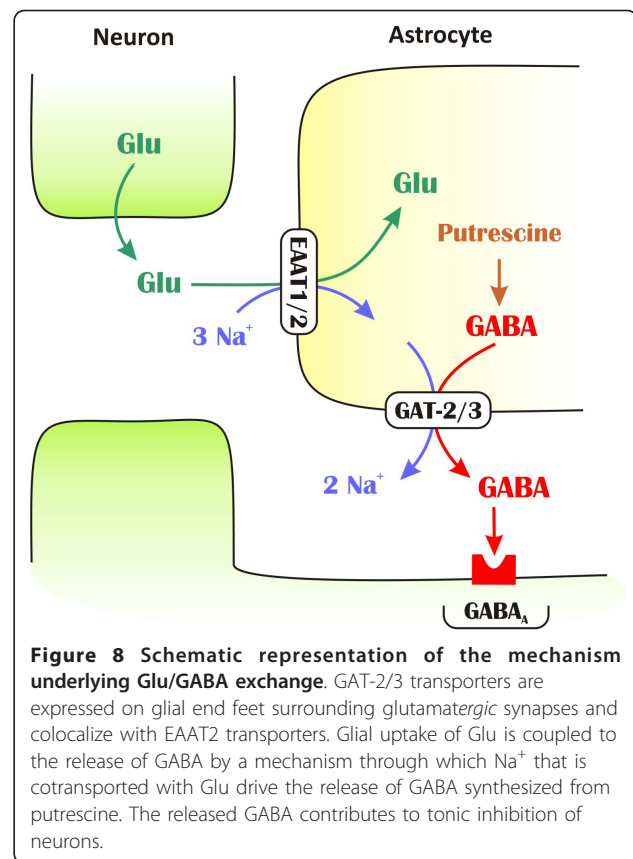 Neuron
Astrocyte
Glu
Glu
Putrescine
Glu
EAAT1/2
3 Na⁺
GABA
GAT-2/3
2 Na⁺
GABA
GABA_A
Figure 8 Schematic representation of the mechanism
underlying Glu/GABA exchange. GAT-2/3 transporters are
expressed on glial end feet surrounding glutamatergic synapses and
colocalize with EAAT2 transporters. Glial uptake of Glu is coupled to
the release of GABA by a mechanism through which Na⁺ that is
cotransported with Glu drive the release of GABA synthesized from
putrescine. The released GABA contributes to tonic inhibition of
neurons.